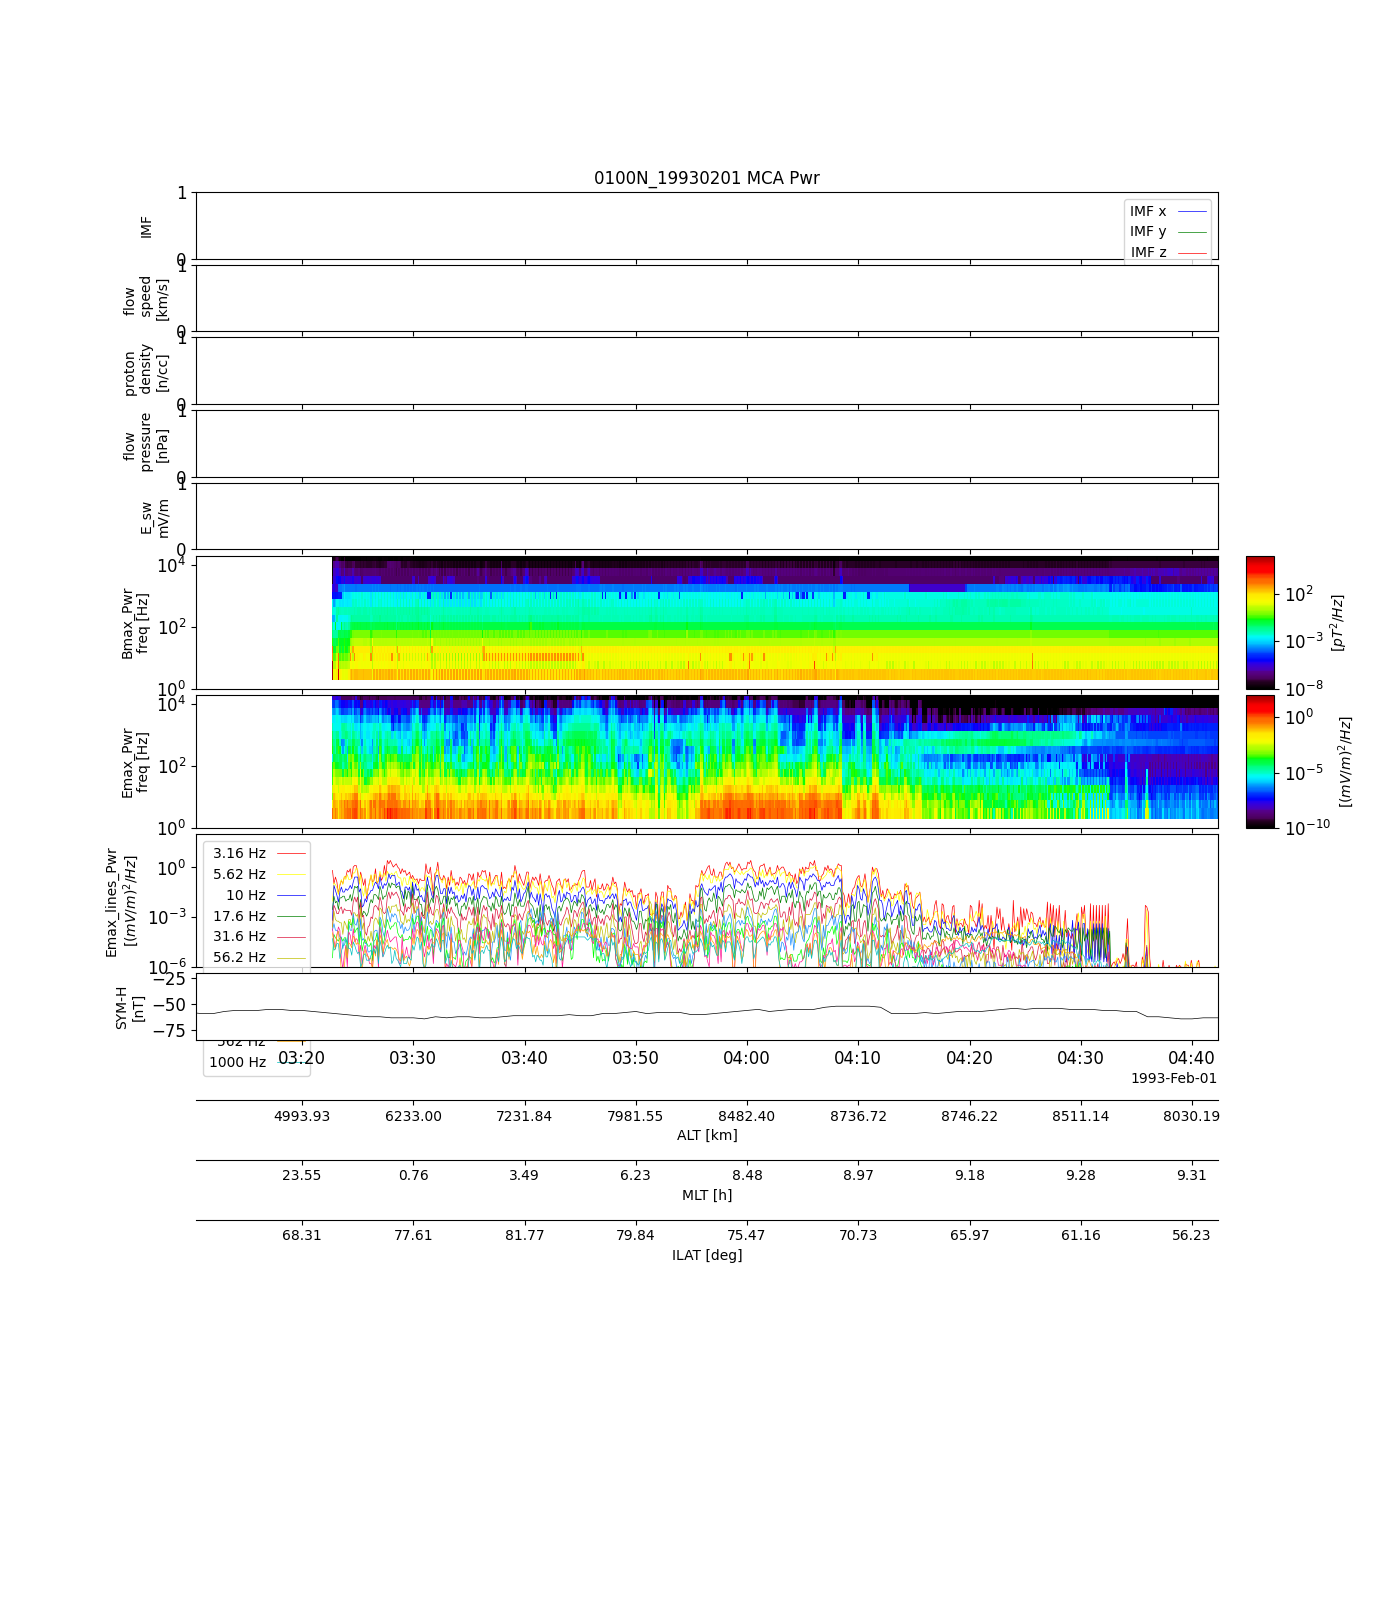 0100N_19930201 MCA Pwr
1
IMF
0
IMF x
IMF y
IMF z
1
flow
speed
[km/s]
0
1
proton
density
[n/cc]
0
1
flow
pressure
[nPa]
0
1
E_sw
mV/m
0
10^4
10^2
10^0
Bmax_Pwr
freq [Hz]
10^2
10^-3
10^-8
[pT^2/Hz]
10^4
10^2
10^0
Emax_Pwr
freq [Hz]
10^0
10^-5
10^-10
[(mV/m)^2/Hz]
10^0
10^-3
10^-6
Emax_lines_Pwr
[(mV/m)^2/Hz]
3.16 Hz
5.62 Hz
10 Hz
17.6 Hz
31.6 Hz
56.2 Hz
−25
−50
−75
SYM-H
[nT]
562 Hz
1000 Hz
03:20 03:30 03:40 03:50 04:00 04:10 04:20 04:30 04:40
1993-Feb-01
4993.93 6233.00 7231.84 7981.55 8482.40 8736.72 8746.22 8511.14 8030.19
ALT [km]
23.55 0.76 3.49 6.23 8.48 8.97 9.18 9.28 9.31
MLT [h]
68.31 77.61 81.77 79.84 75.47 70.73 65.97 61.16 56.23
ILAT [deg]